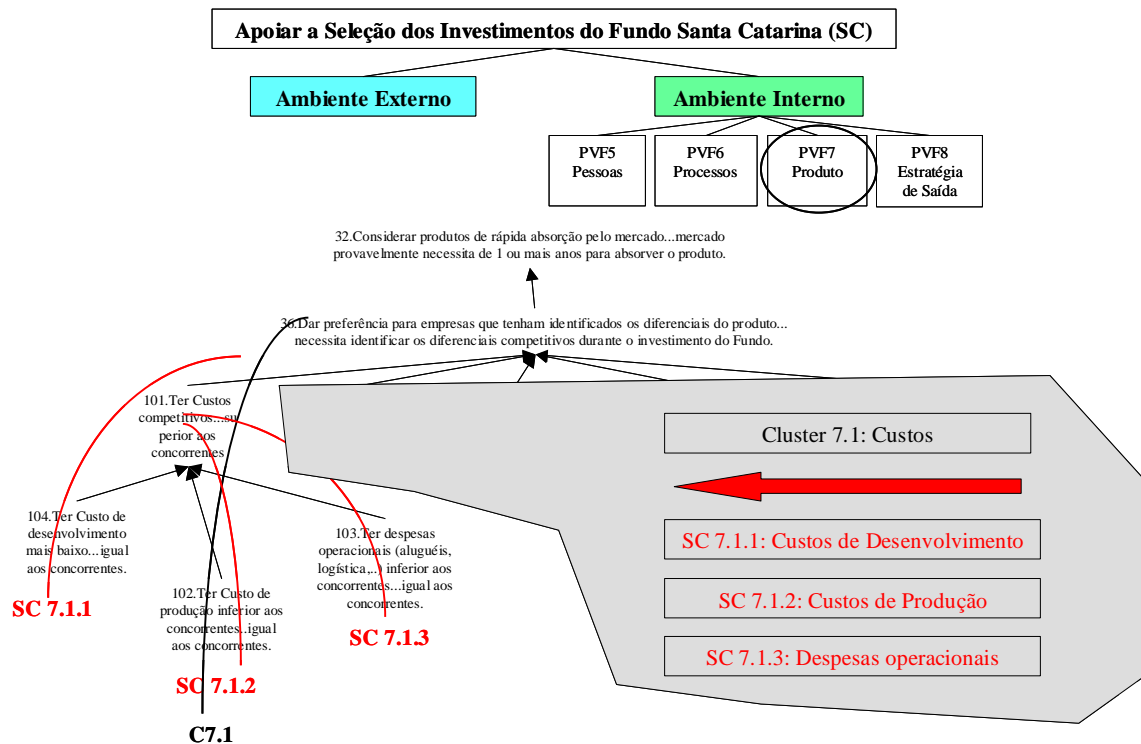 Apoiar a Seleção dos Investimentos do Fundo Santa Catarina (SC)
Ambiente Externo
Ambiente Interno
PVF5
Pessoas
PVF6
Processos
PVF7
Produto
PVF8
Estratégia
de Saída
32.Considerar produtos de rápida absorção pelo mercado...mercado
provavelmente necessita de 1 ou mais anos para absorver o produto.
36.Dar preferência para empresas que tenham identificados os diferenciais do produto...
necessita identificar os diferenciais competitivos durante o investimento do Fundo.
101.Ter Custos
competitivos...su
perior aos
concorrentes
104.Ter Custo de
desenvolvimento
mais baixo...igual
aos concorrentes.
102.Ter Custo de
produção inferior aos
concorrentes..igual
aos concorrentes.
103.Ter despesas
operacionais (aluguéis,
logística,..) inferior aos
concorrentes...igual aos
concorrentes.
SC 7.1.1
SC 7.1.2
SC 7.1.3
C7.1
Cluster 7.1: Custos
SC 7.1.1: Custos de Desenvolvimento
SC 7.1.2: Custos de Produção
SC 7.1.3: Despesas operacionais